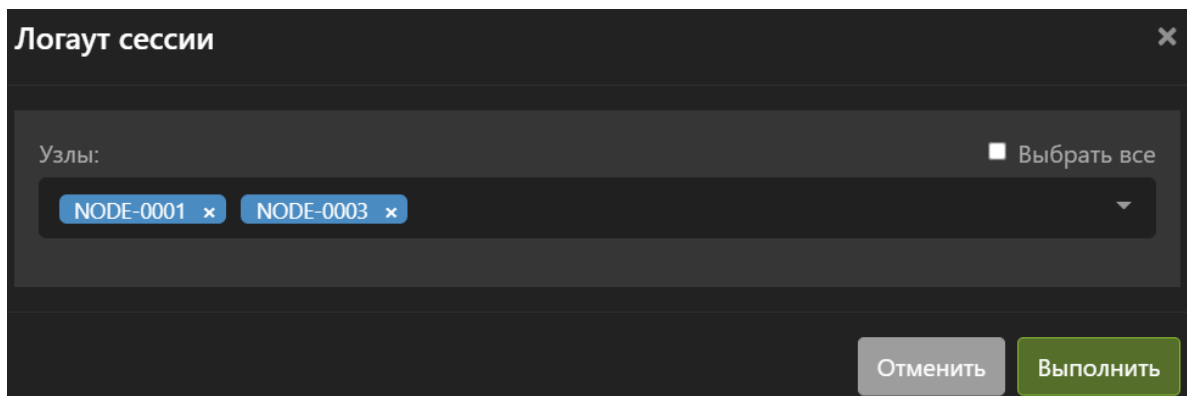 Логаут сессии ×
Узлы: Выбрать все
NODE-0001 × NODE-0003 ×
Отменить Выполнить